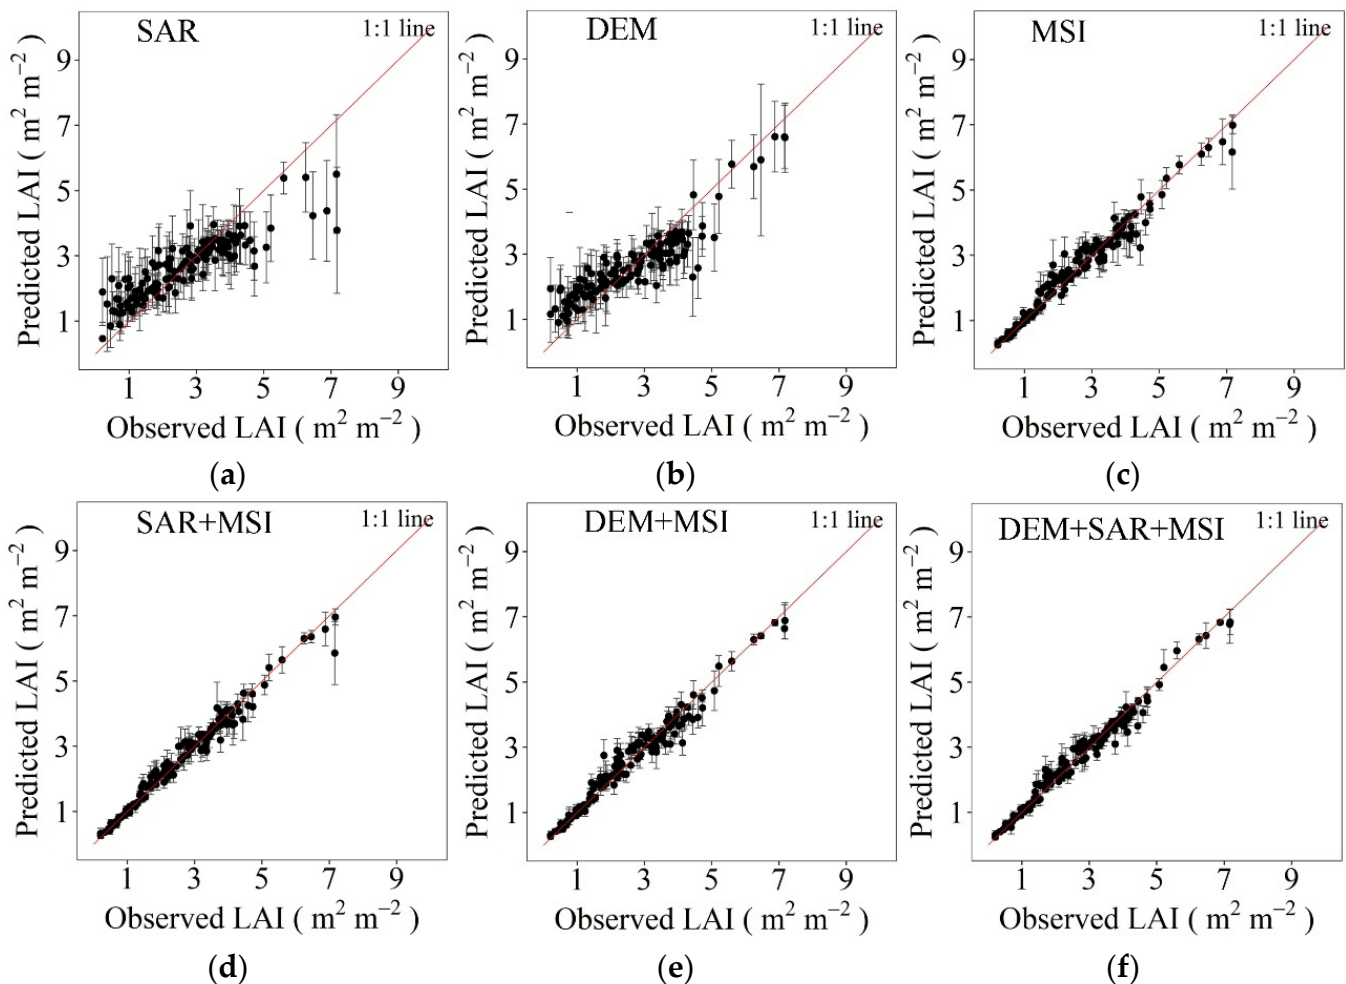 SAR
1:1 line
9
7
5
3
1
Predicted LAI ( m² m⁻² )
1 3 5 7 9
Observed LAI ( m² m⁻² )
(a)
DEM
1:1 line
9
7
5
3
1
Predicted LAI ( m² m⁻² )
1 3 5 7 9
Observed LAI ( m² m⁻² )
(b)
MSI
1:1 line
9
7
5
3
1
Predicted LAI ( m² m⁻² )
1 3 5 7 9
Observed LAI ( m² m⁻² )
(c)
SAR+MSI
1:1 line
9
7
5
3
1
Predicted LAI ( m² m⁻² )
1 3 5 7 9
Observed LAI ( m² m⁻² )
(d)
DEM+MSI
1:1 line
9
7
5
3
1
Predicted LAI ( m² m⁻² )
1 3 5 7 9
Observed LAI ( m² m⁻² )
(e)
DEM+SAR+MSI
1:1 line
9
7
5
3
1
Predicted LAI ( m² m⁻² )
1 3 5 7 9
Observed LAI ( m² m⁻² )
(f)